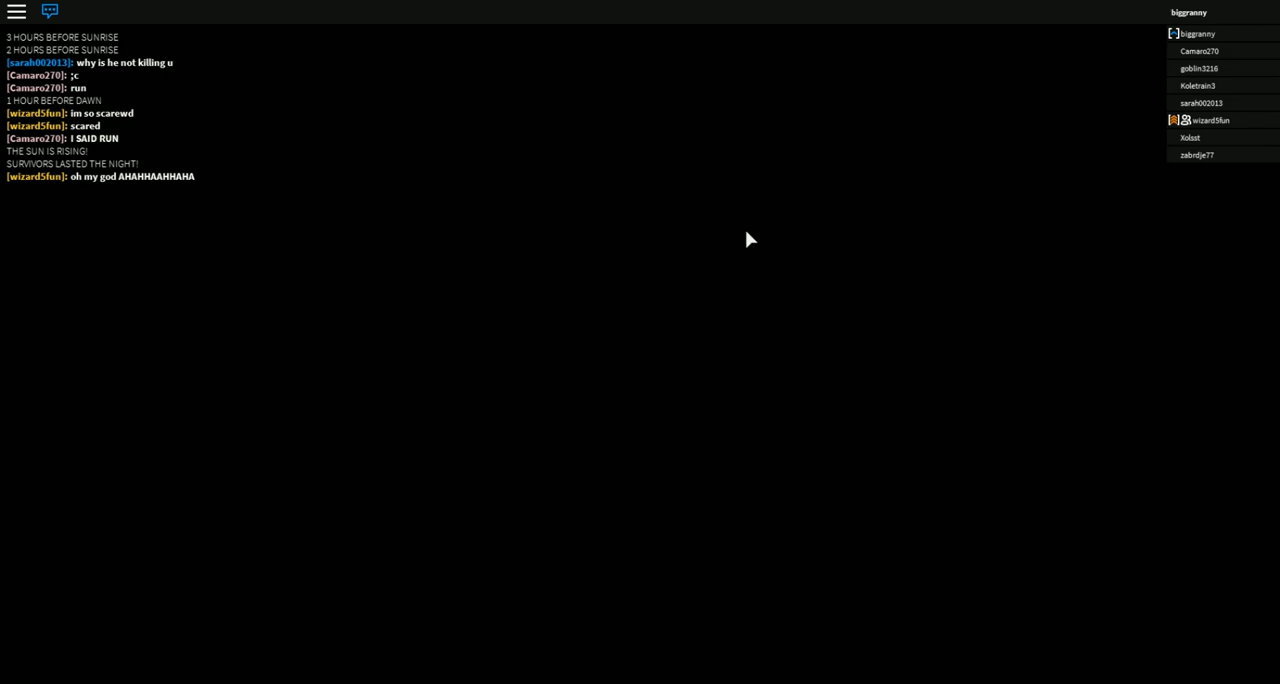 biggranny
3 HOURS BEFORE SUNRISE
2 HOURS BEFORE SUNRISE
[sarah002013]: why is he not killing u
[Camaro270]: ;c
[Camaro270]: run
1 HOUR BEFORE DAWN
[wizard5fun]: im so scarewd
[wizard5fun]: scared
[Camaro270]: I SAID RUN
THE SUN IS RISING!
SURVIVORS LASTED THE NIGHT!
[wizard5fun]: oh my god AHAHHAAHHAHA
biggranny
Camaro270
goblin3216
Koletrain3
sarah002013
wizard5fun
Xolsst
zabrdje77